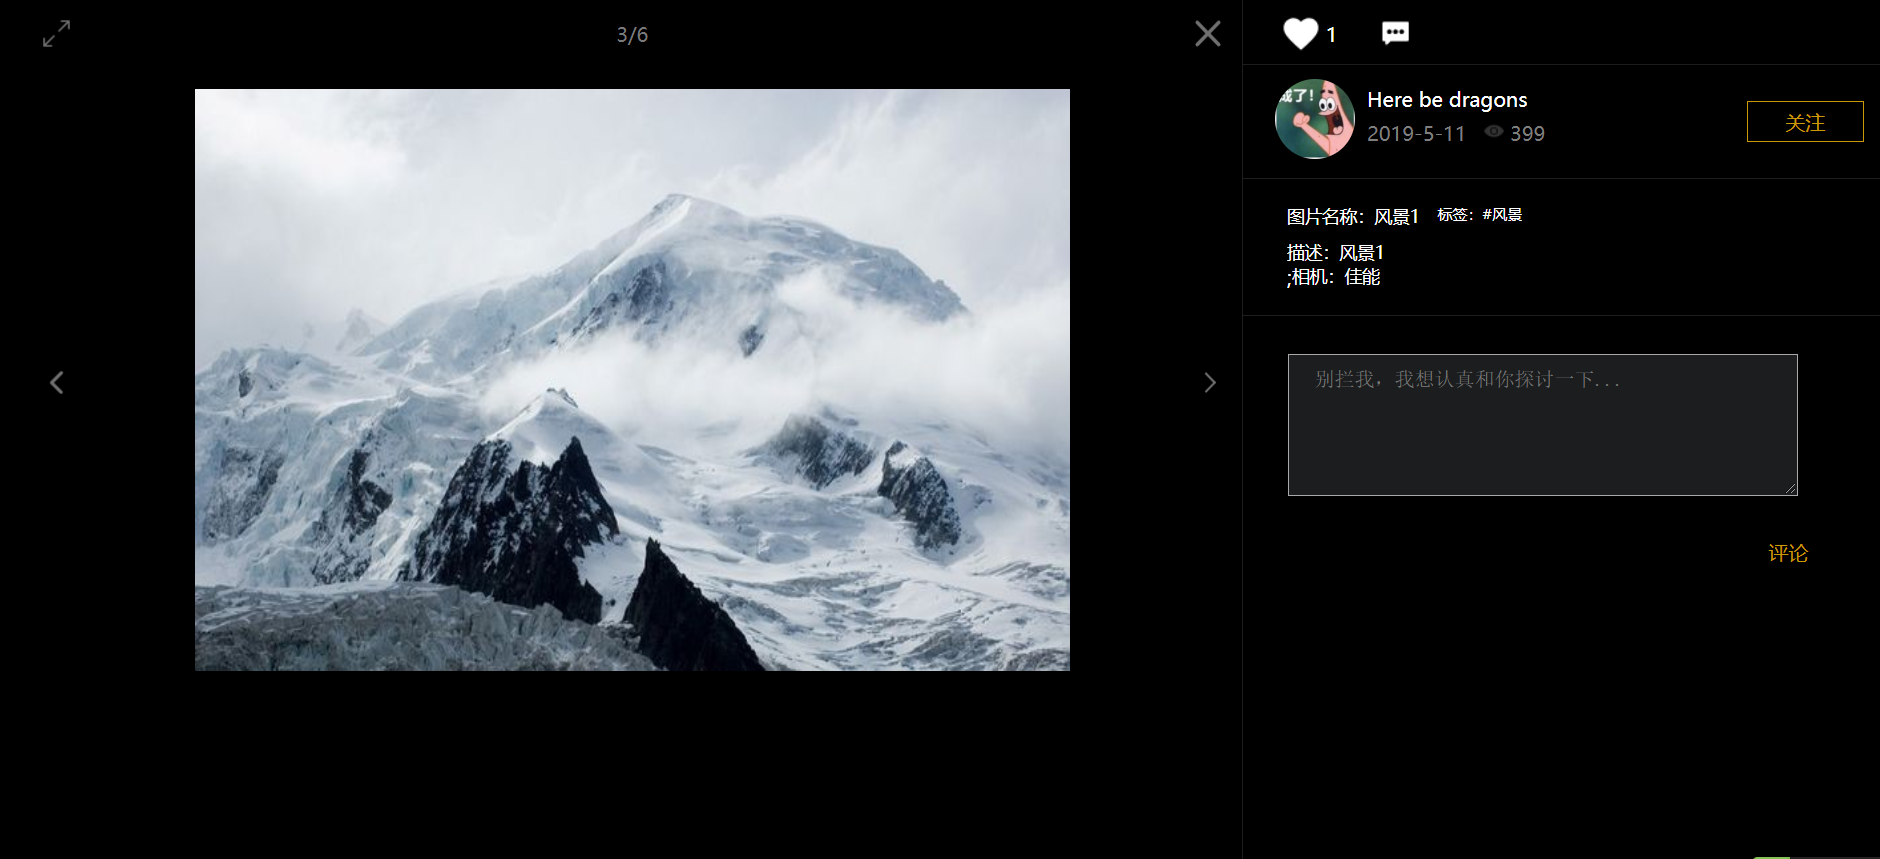 3/6
1
成了!
Here be dragons
2019-5-11 399
关注
图片名称：风景1 标签：#风景
描述：风景1
;相机：佳能
别拦我，我想认真和你探讨一下...
评论